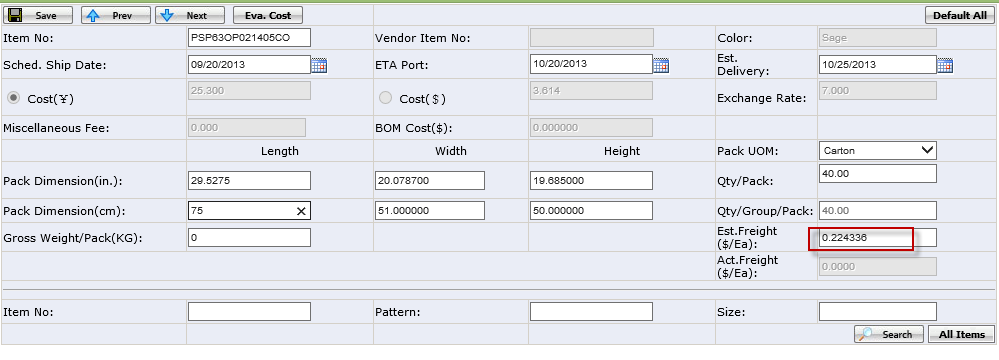 Save Prev Next Eva. Cost Default All
Item No: PSP63OP021405CO Vendor Item No: Color: Sage
Sched. Ship Date: 09/20/2013 ETA Port: 10/20/2013 Est. Delivery: 10/25/2013
Cost(¥) 25.300 Cost($) 3.614 Exchange Rate: 7.000
Miscellaneous Fee: 0.000 BOM Cost($): 0.000000
Length Width Height Pack UOM: Carton
Pack Dimension(in.): 29.5275 20.078700 19.685000 Qty/Pack: 40.00
Pack Dimension(cm): 75 51.000000 50.000000 Qty/Group/Pack: 40.00
Gross Weight/Pack(KG): 0 Est.Freight ($/Ea): 0.224336
Act.Freight ($/Ea): 0.0000
Item No: Pattern: Size:
Search All Items